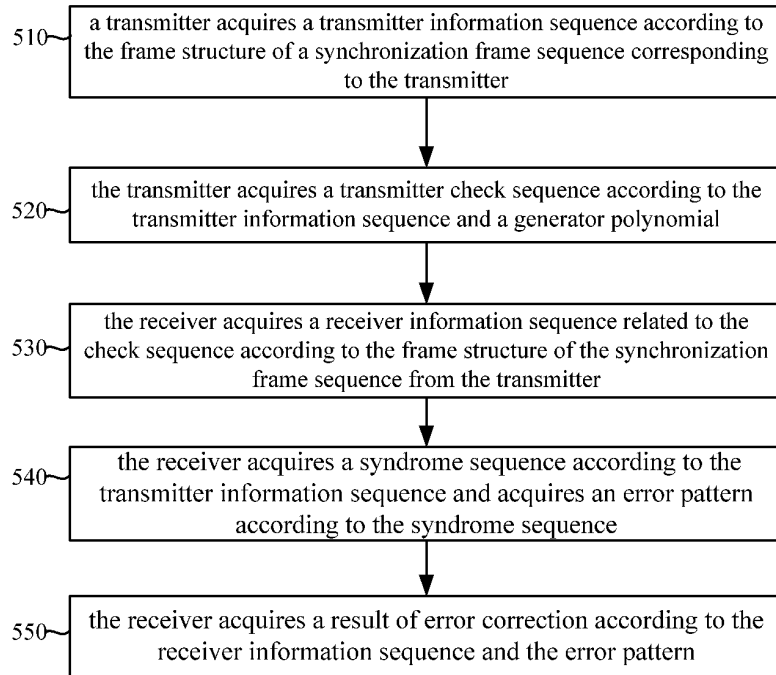 510
a transmitter acquires a transmitter information sequence according to
the frame structure of a synchronization frame sequence corresponding
to the transmitter
520
the transmitter acquires a transmitter check sequence according to the
transmitter information sequence and a generator polynomial
530
the receiver acquires a receiver information sequence related to the
check sequence according to the frame structure of the synchronization
frame sequence from the transmitter
540
the receiver acquires a syndrome sequence according to the
transmitter information sequence and acquires an error pattern
according to the syndrome sequence
550
the receiver acquires a result of error correction according to the
receiver information sequence and the error pattern